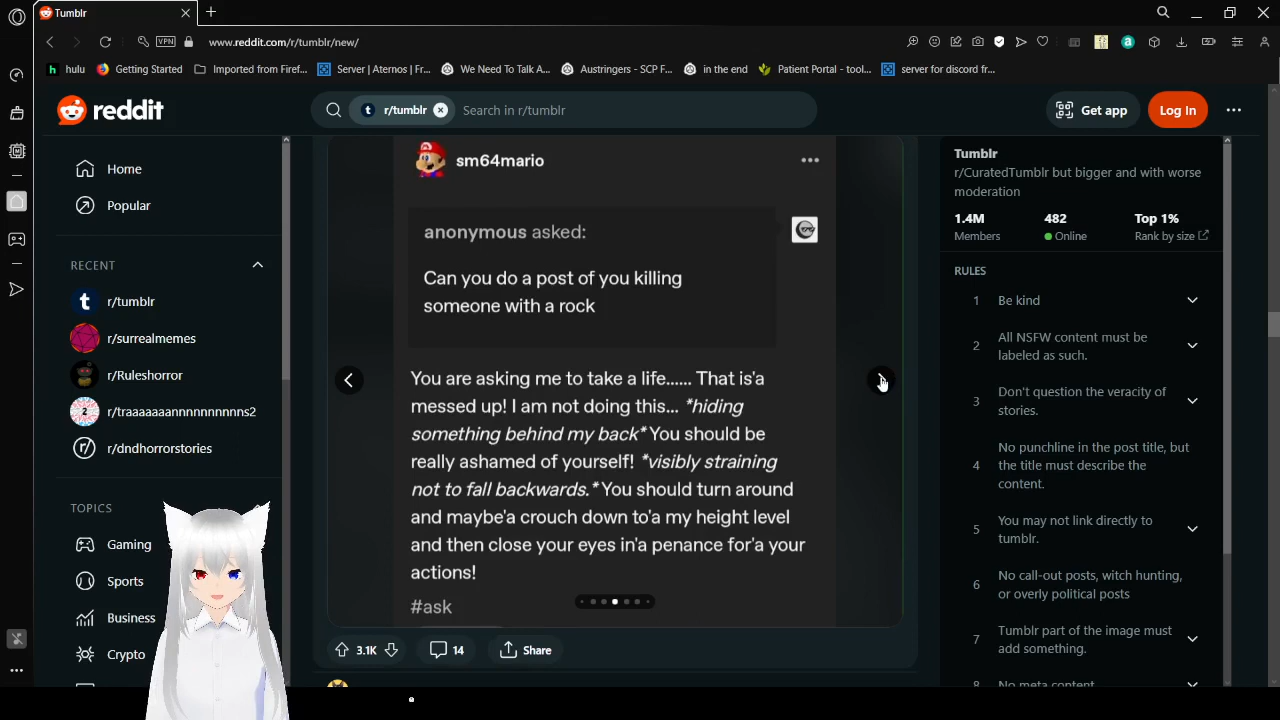 Tumblr
VPN
www.reddit.com/r/tumblr/new/
hulu
Getting Started
Imported from Firef...
Server | Aternos | Fr...
We Need To Talk A...
Austringers - SCP F...
in the end
Patient Portal - tool...
server for discord fr...
reddit
r/tumblr
Search in r/tumblr
Get app
Log In
Home
Popular
RECENT
r/tumblr
r/surrealmemes
r/Ruleshorror
r/traaaaaaannnnnnnnnns2
r/dndhorrorstories
TOPICS
Gaming
Sports
Business
Crypto
sm64mario
anonymous asked:
Can you do a post of you killing
someone with a rock
You are asking me to take a life...... That is'a
messed up! I am not doing this... *hiding
something behind my back* You should be
really ashamed of yourself! *visibly straining
not to fall backwards.* You should turn around
and maybe'a crouch down to'a my height level
and then close your eyes in'a penance for'a your
actions!
#ask
3.1K
14
Share
Tumblr
r/CuratedTumblr but bigger and with worse
moderation
1.4M
482
Top 1%
Members
Online
Rank by size
RULES
1 Be kind
2 All NSFW content must be
labeled as such.
3 Don't question the veracity of
stories.
4 No punchline in the post title, but
the title must describe the
content.
5 You may not link directly to
tumblr.
6 No call-out posts, witch hunting,
or overly political posts
7 Tumblr part of the image must
add something.
8 No meta content